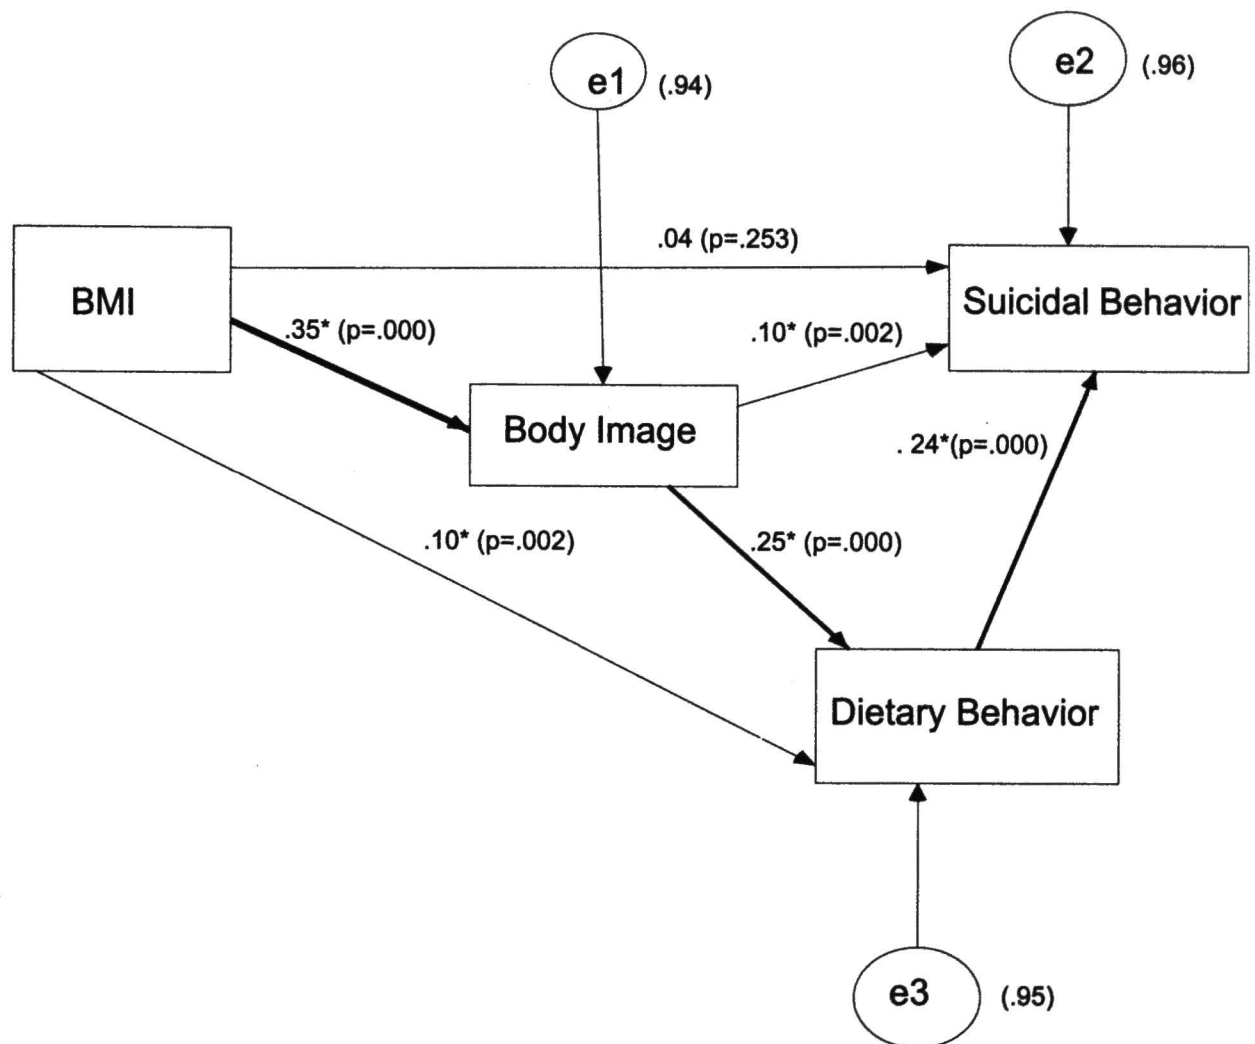 e1
(.94)
e2
(.96)
.04 (p=.253)
BMI
Suicidal Behavior
.35* (p=.000)
.10* (p=.002)
Body Image
. 24*(p=.000)
.10* (p=.002)
.25* (p=.000)
Dietary Behavior
e3
(.95)